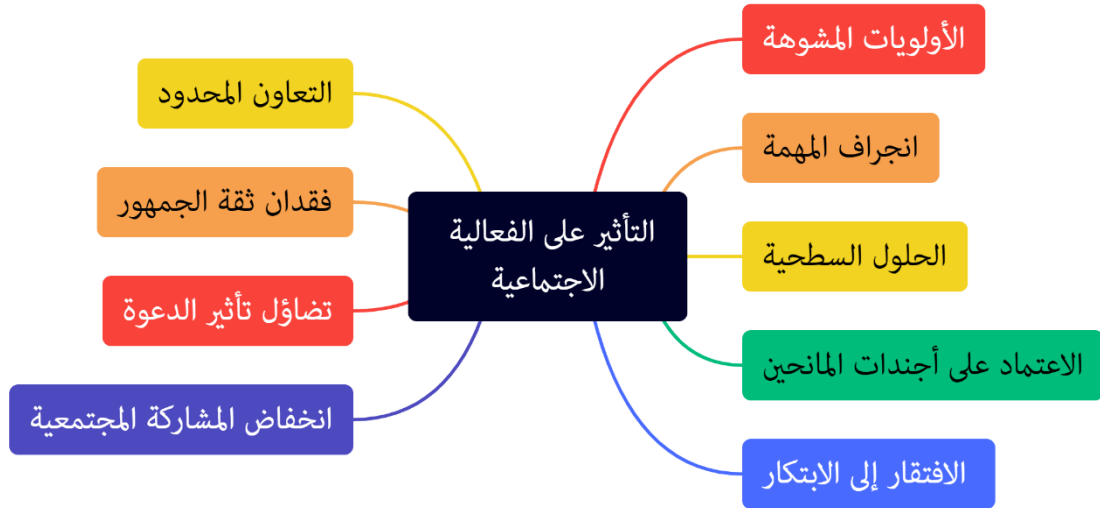 التأثير على الفعالية
الاجتماعية
الأولويات المشوهة
انجراف المهمة
الحلول السطحية
الاعتماد على أجندات المانحين
الافتقار إلى الابتكار
التعاون المحدود
فقدان ثقة الجمهور
تضاؤل تأثير الدعوة
انخفاض المشاركة المجتمعية